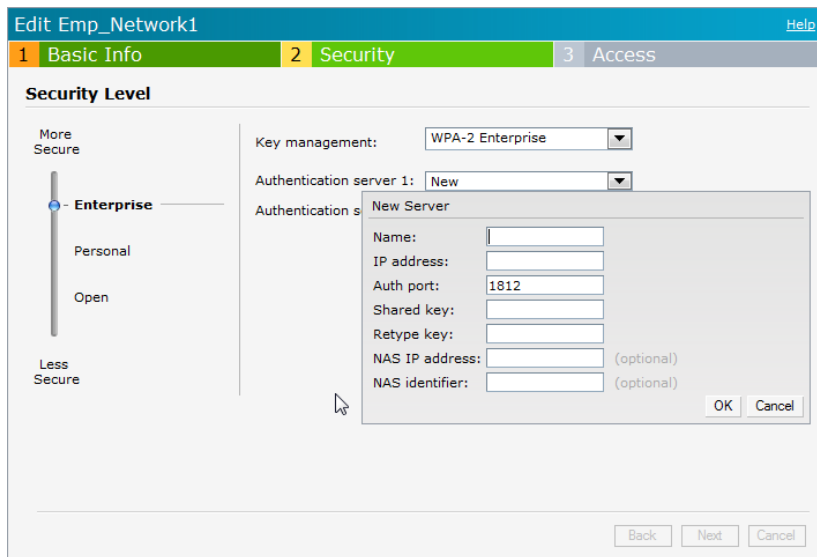 Edit Emp_Network1 Help
1 Basic Info 2 Security 3 Access
Security Level
More
Secure
Enterprise
Personal
Open
Less
Secure
Key management: WPA-2 Enterprise
Authentication server 1: New
Authentication s
New Server
Name:
IP address:
Auth port: 1812
Shared key:
Retype key:
NAS IP address: (optional)
NAS identifier: (optional)
OK Cancel
Back Next Cancel